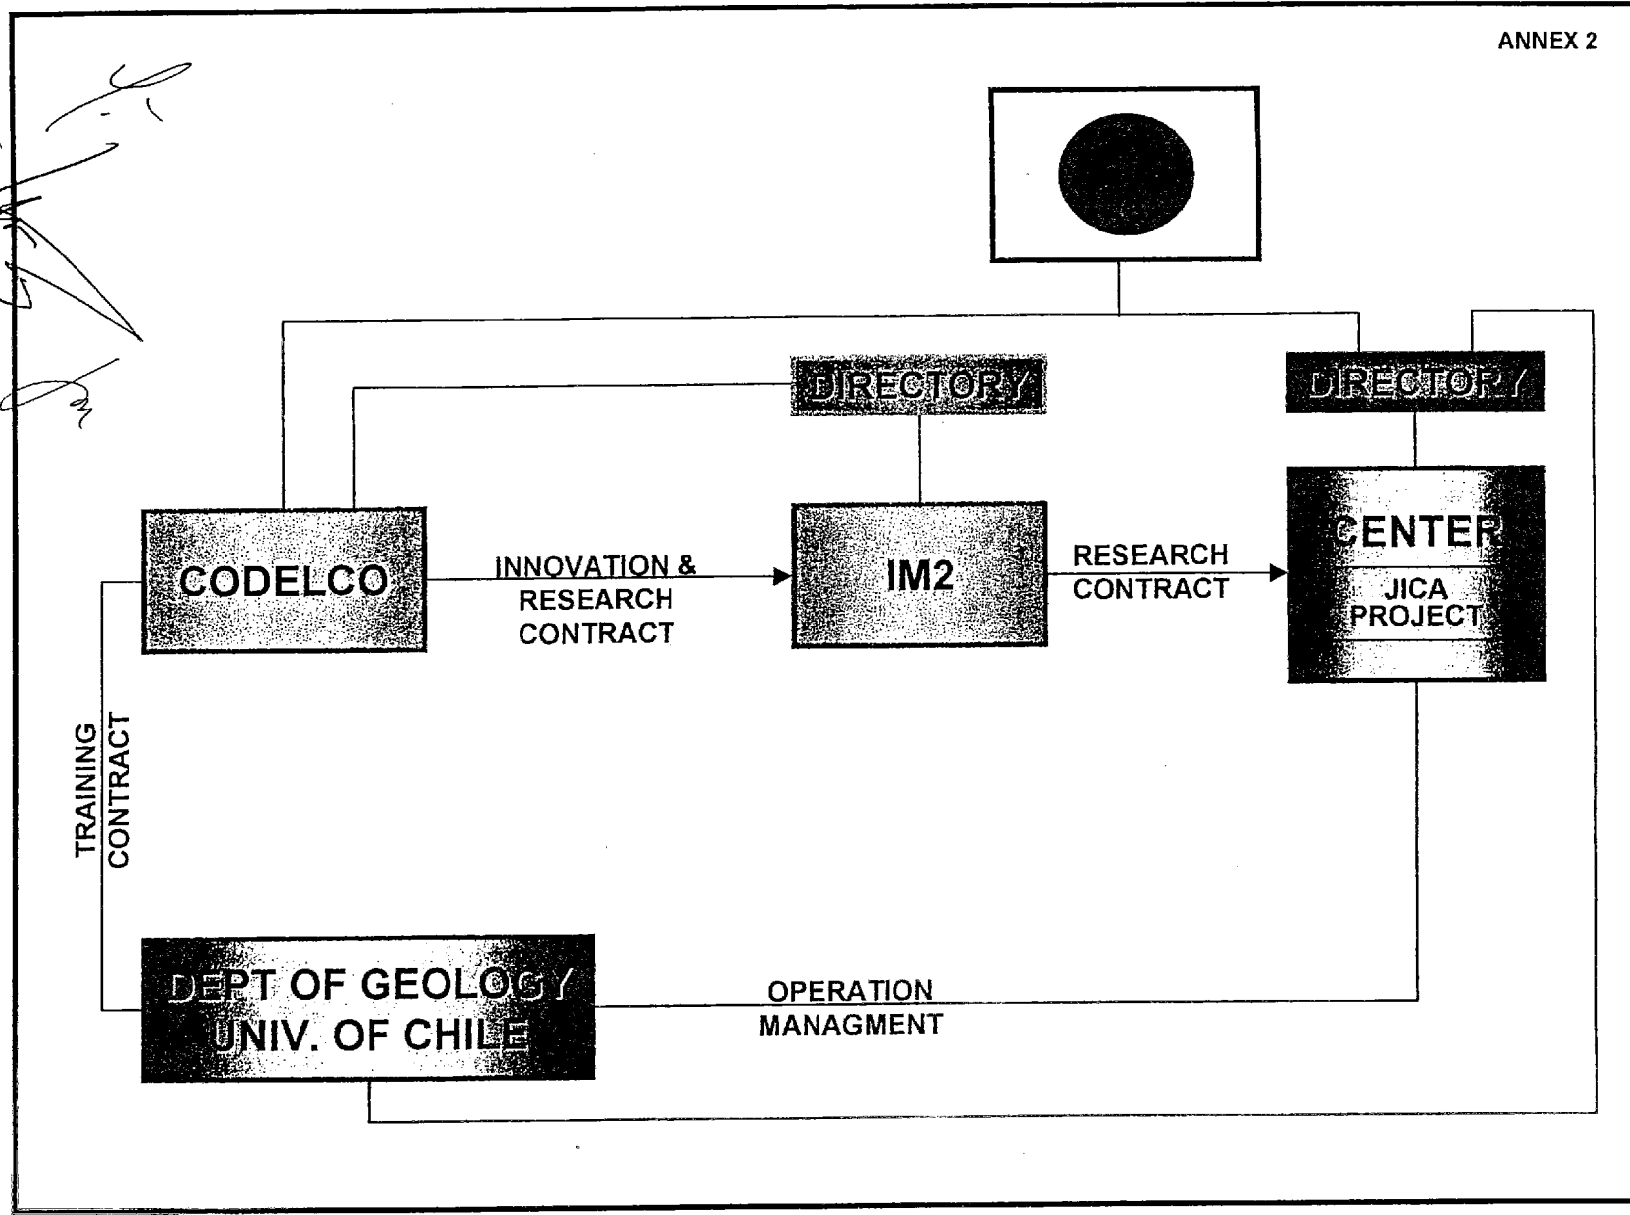 ANNEX 2
DIRECTORY
DIRECTORY
CODELCO
INNOVATION &
RESEARCH
CONTRACT
IM2
RESEARCH
CONTRACT
CENTER
JICA
PROJECT
TRAINING
CONTRACT
DEPT OF GEOLOGY
UNIV. OF CHILE
OPERATION
MANAGMENT